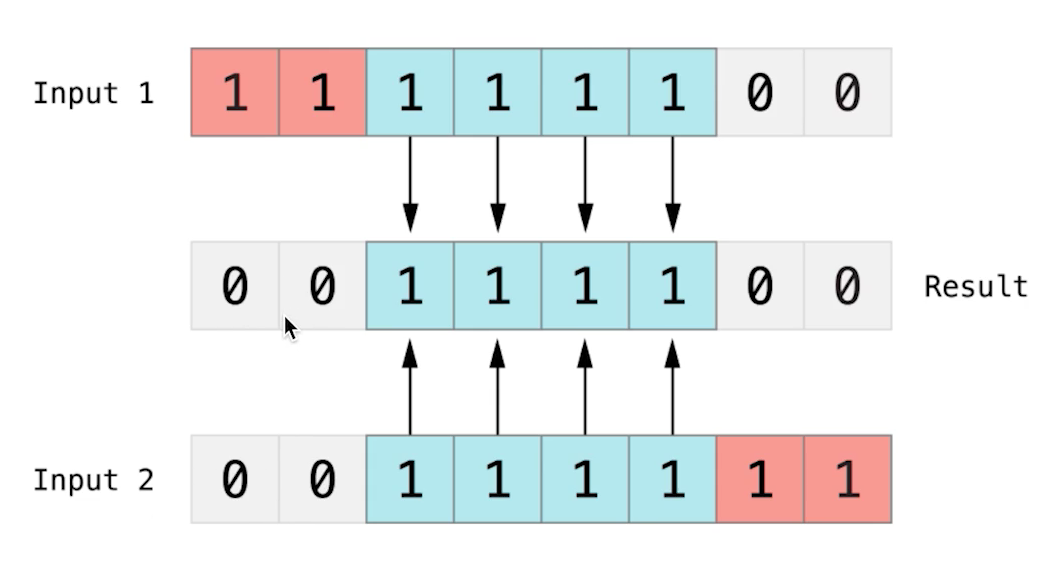 Input 1 1 1 1 1 1 1 0 0
0 0 1 1 1 1 0 0 Result
Input 2 0 0 1 1 1 1 1 1